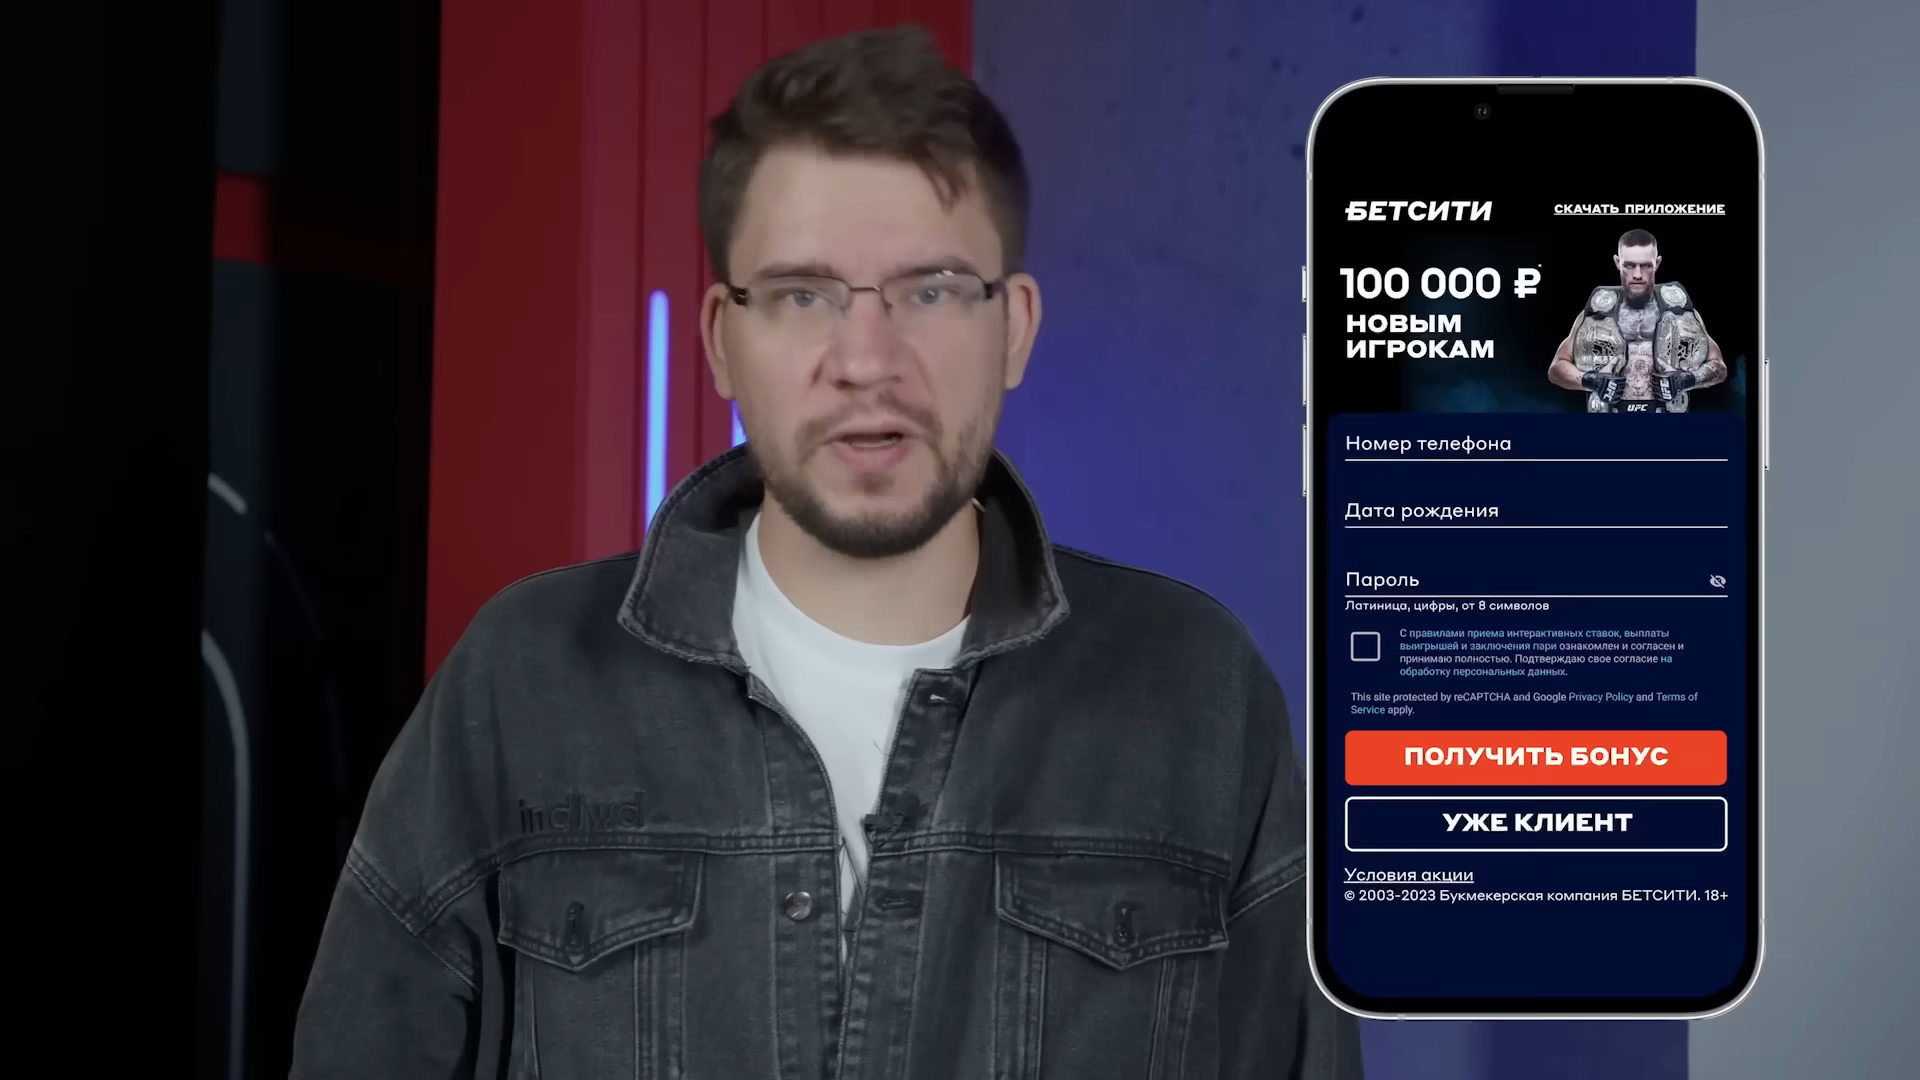 БЕТСИТИ
СКАЧАТЬ ПРИЛОЖЕНИЕ
100 000 ₽*
НОВЫМ
ИГРОКАМ
UFC
Номер телефона
Дата рождения
Пароль
Латиница, цифры, от 8 символов
С правилами приема интерактивных ставок, выплаты
выигрышей и заключения пари ознакомлен и согласен и
принимаю полностью. Подтверждаю свое согласие на
обработку персональных данных.
This site protected by reCAPTCHA and Google Privacy Policy and Terms of
Service apply.
ПОЛУЧИТЬ БОНУС
УЖЕ КЛИЕНТ
Условия акции
© 2003-2023 Букмекерская компания БЕТСИТИ. 18+